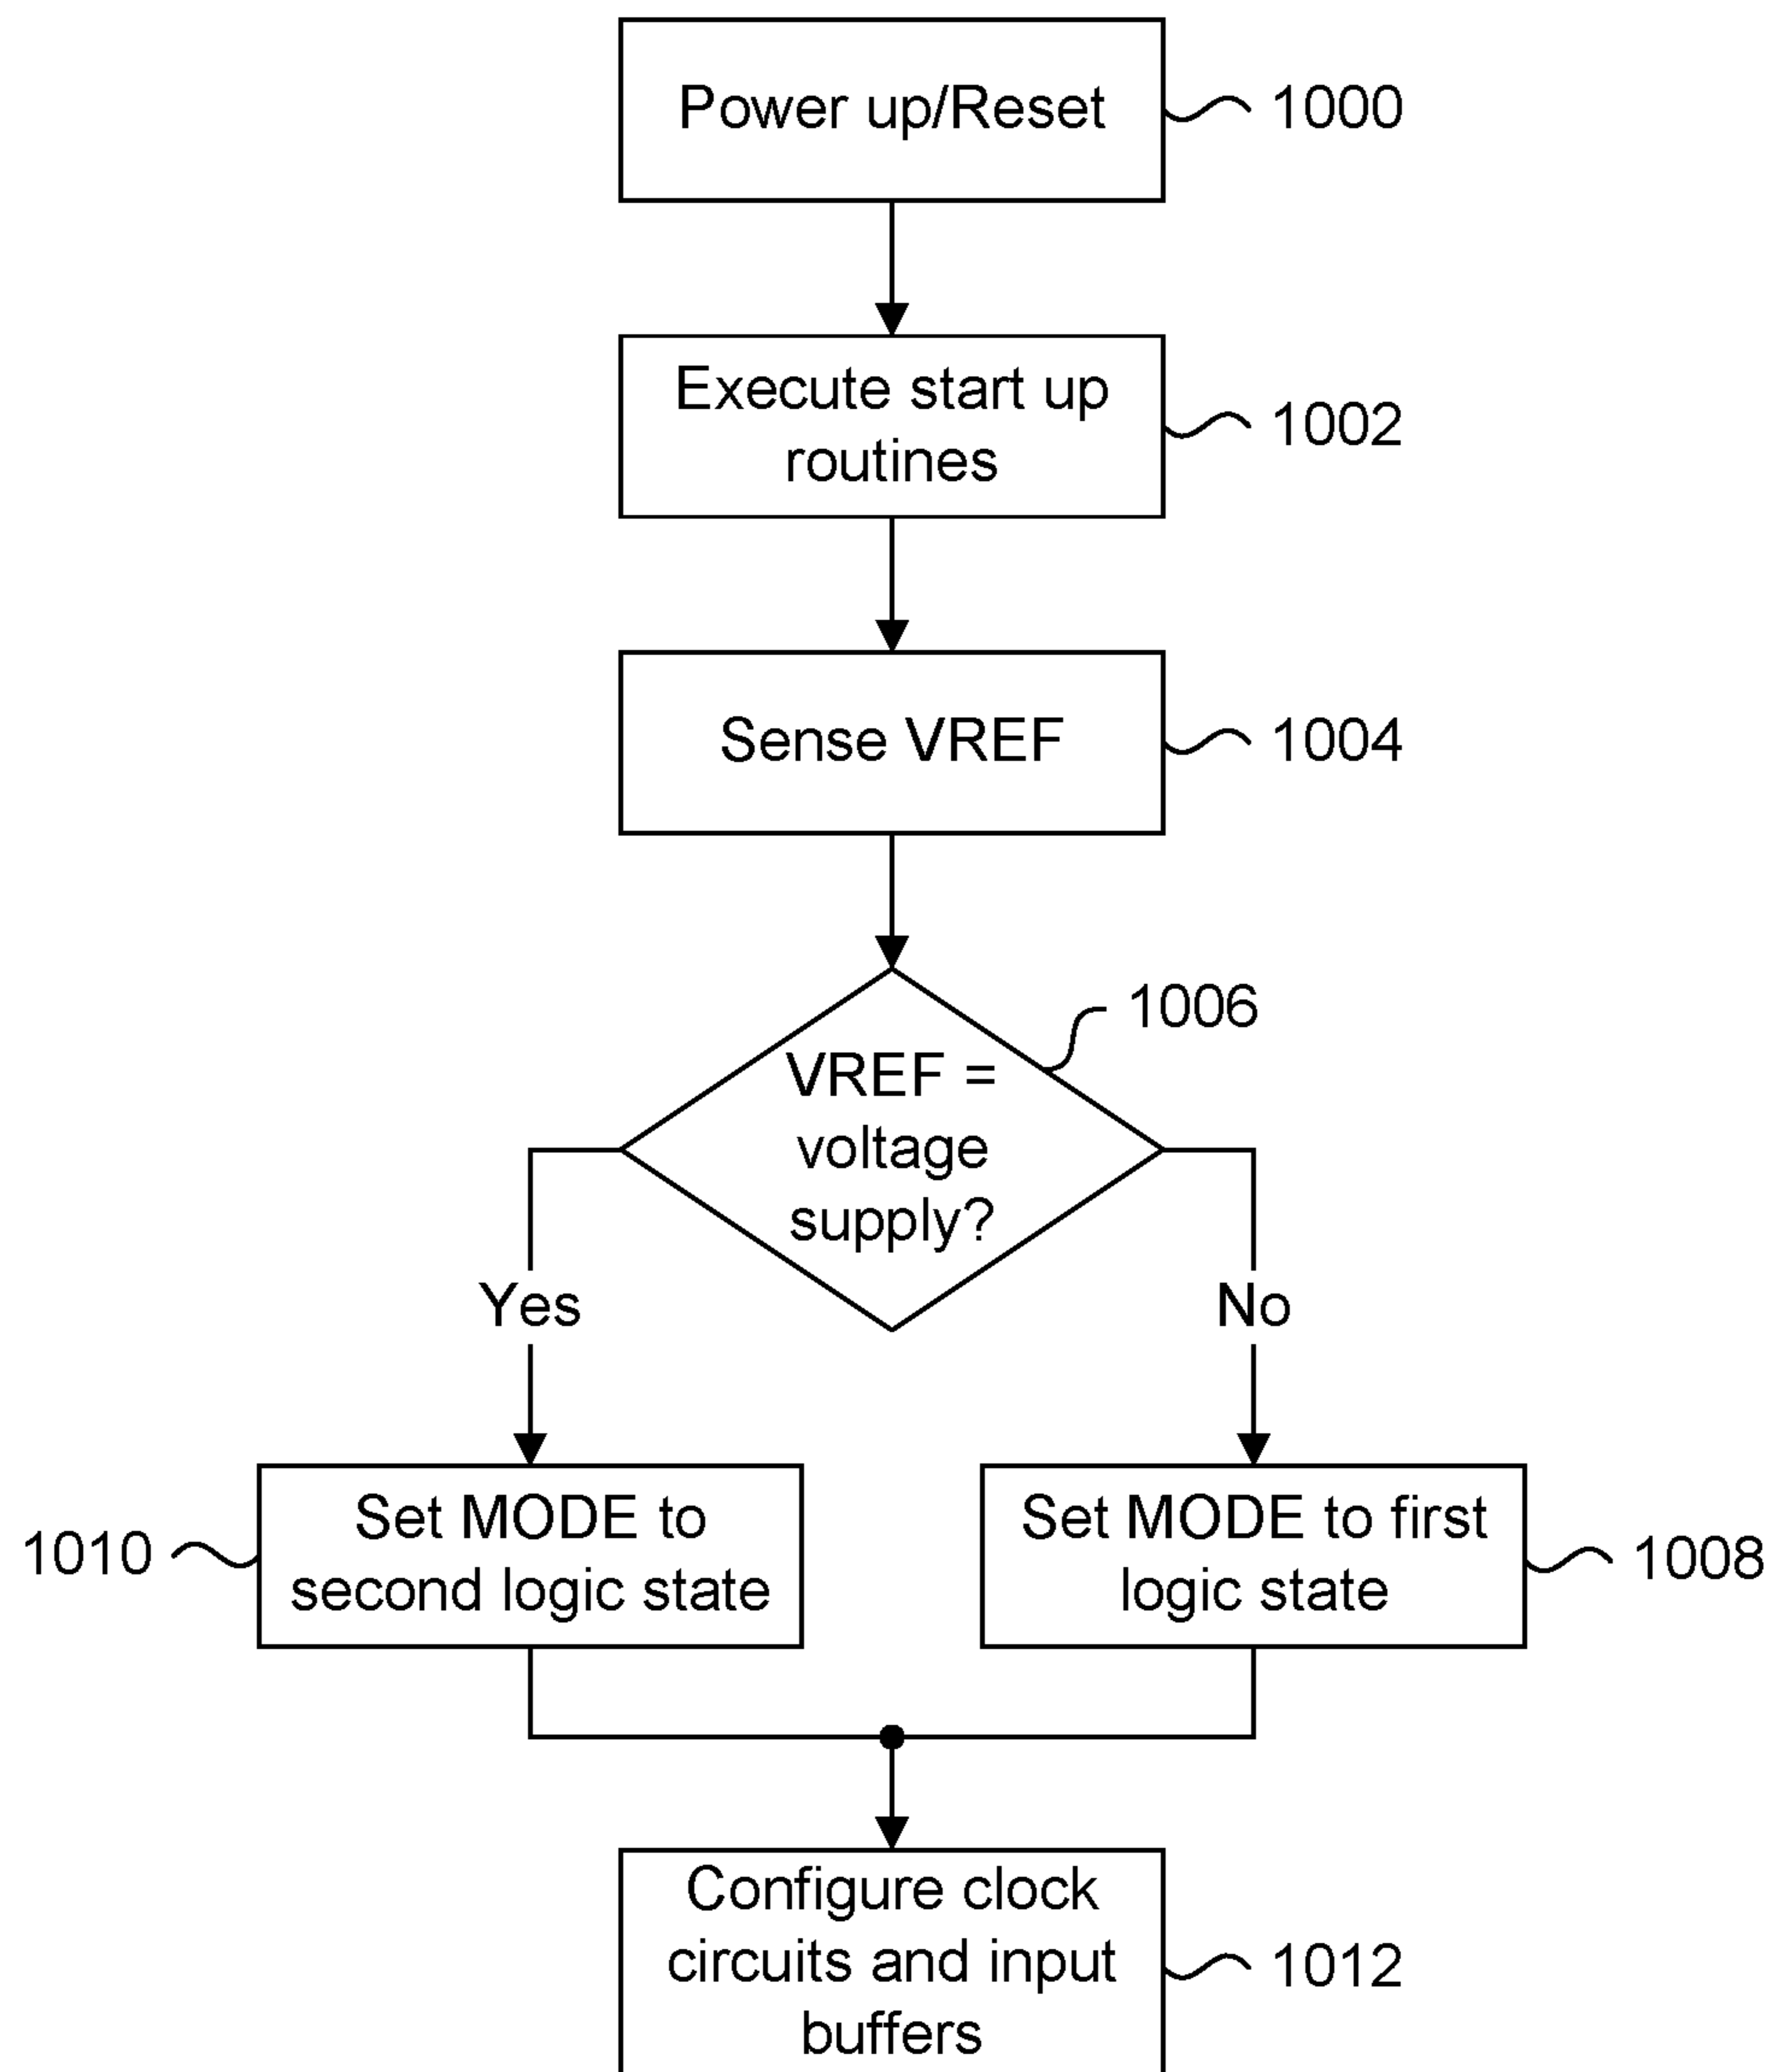 Power up/Reset
1000
Execute start up
routines
1002
Sense VREF
1004
1006
VREF =
voltage
supply?
Yes
No
1010
Set MODE to
second logic state
Set MODE to first
logic state
1008
Configure clock
circuits and input
buffers
1012